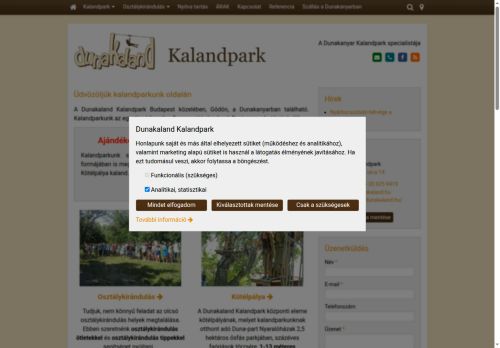 Kalandpark Osztálykirándulás Nyitva tartás ÁRAK Kapcsolat Referencia Szállás a Dunakanyarban
dunakaland
Kalandpark
A Dunakanyar Kalandpark specialistája
Üdvözöljük kalandparkunk oldalán
A Dunakaland Kalandpark Budapest közelében, Gödön, a Dunakanyarban található.
Hírek
Dunakaland Kalandpark
Honlapunk saját és más által elhelyezett sütiket (működéshez és analitikához),
valamint marketing alapú sütiket is használ a látogatás élményének javításához. Ha
ezt tudomásul veszi, akkor folytassa a böngészést.
Funkcionális (szükséges)
Analitikai, statisztikai
Mindet elfogadom Kiválasztottak mentése Csak a szükségesek
További információ
Osztálykirándulás
Tudjuk, nem könnyű feladat az olcsó
osztálykirándulás helyek megtalálása.
Ebben szeretnénk osztálykirándulás
ötletekkel és osztálykirándulás tippekkel
Kötélpálya
A Dunakaland Kalandpark központi eleme
kötélpályának, melyet kalandparkunknak
otthont adó Duna-part Nyaralóházak 2,5
hektáros ősfás parkjában, százéves
Üzenetküldés
Név *
E-mail *
Telefonszám
Üzenet *